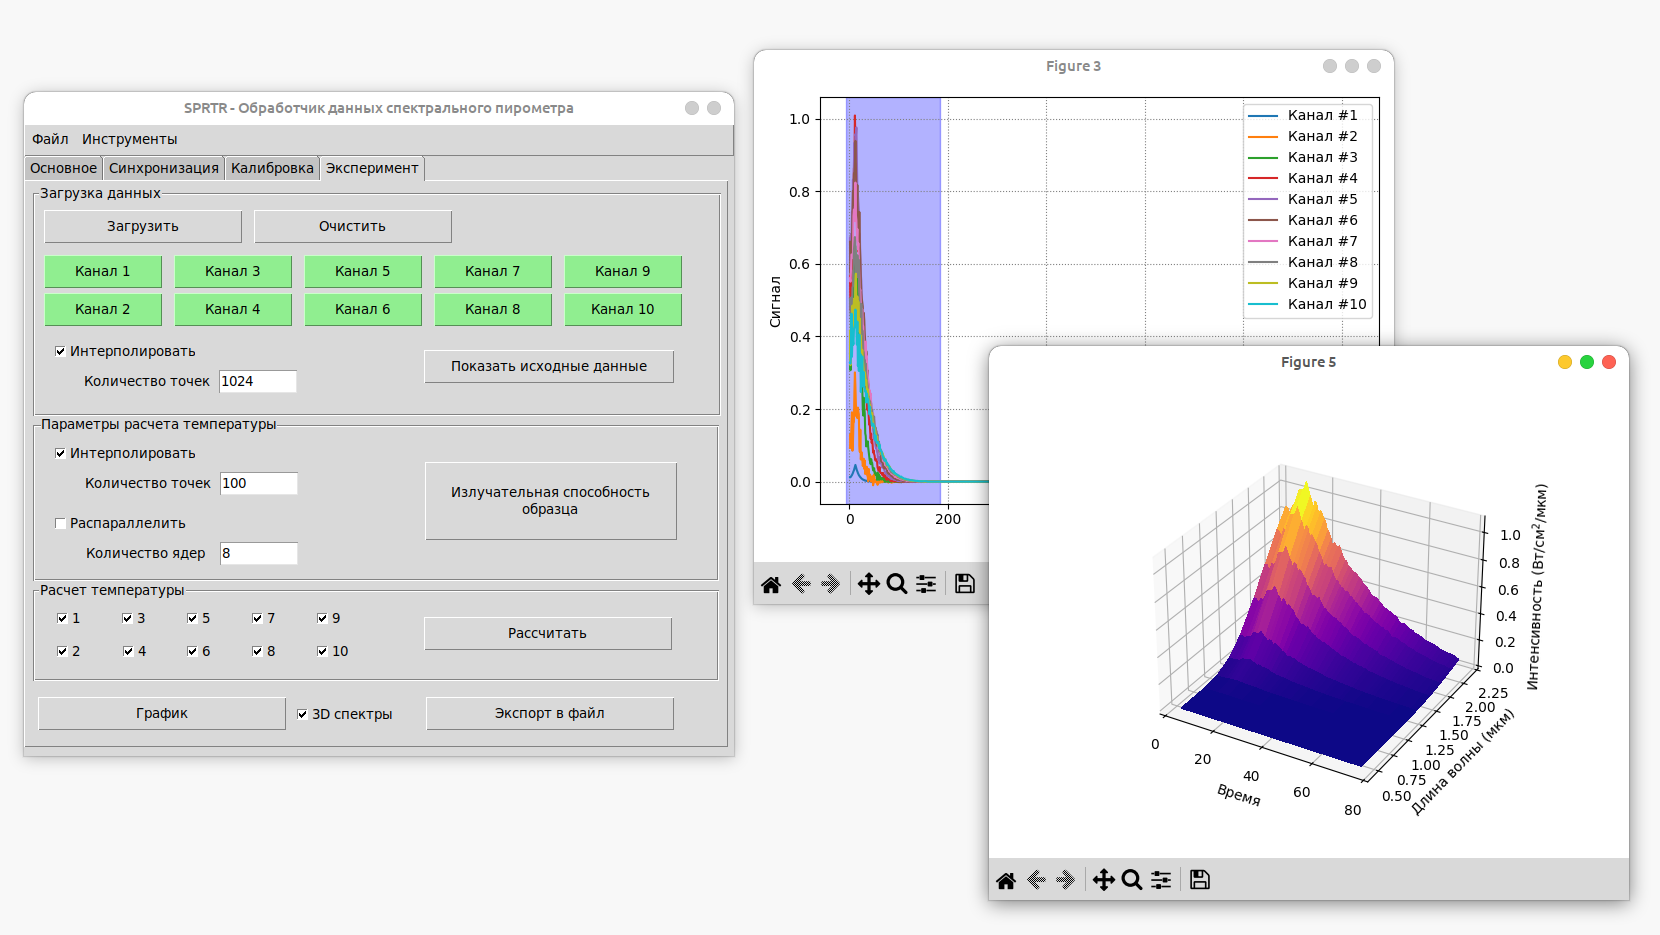 SPRTR - Обработчик данных спектрального пирометра
Файл Инструменты
Основное Синхронизация Калибровка Эксперимент
Загрузка данных
Загрузить Очистить
Канал 1 Канал 3 Канал 5 Канал 7 Канал 9
Канал 2 Канал 4 Канал 6 Канал 8 Канал 10
Интерполировать
Количество точек 1024
Показать исходные данные
Параметры расчета температуры
Интерполировать
Количество точек 100
Излучательная способность
образца
Распараллелить
Количество ядер 8
Расчет температуры
1 3 5 7 9
2 4 6 8 10
Рассчитать
График 3D спектры Экспорт в файл
Figure 3
Сигнал
1.0
0.8
0.6
0.4
0.2
0.0
0 200
Канал #1
Канал #2
Канал #3
Канал #4
Канал #5
Канал #6
Канал #7
Канал #8
Канал #9
Канал #10
Figure 5
Интенсивность (Вт/см²/мкм)
1.0
0.8
0.6
0.4
0.2
0.0
2.25
2.00
1.75
1.50
1.25
1.00
0.75
0.50
Длина волны (мкм)
0
20
40
60
80
Время